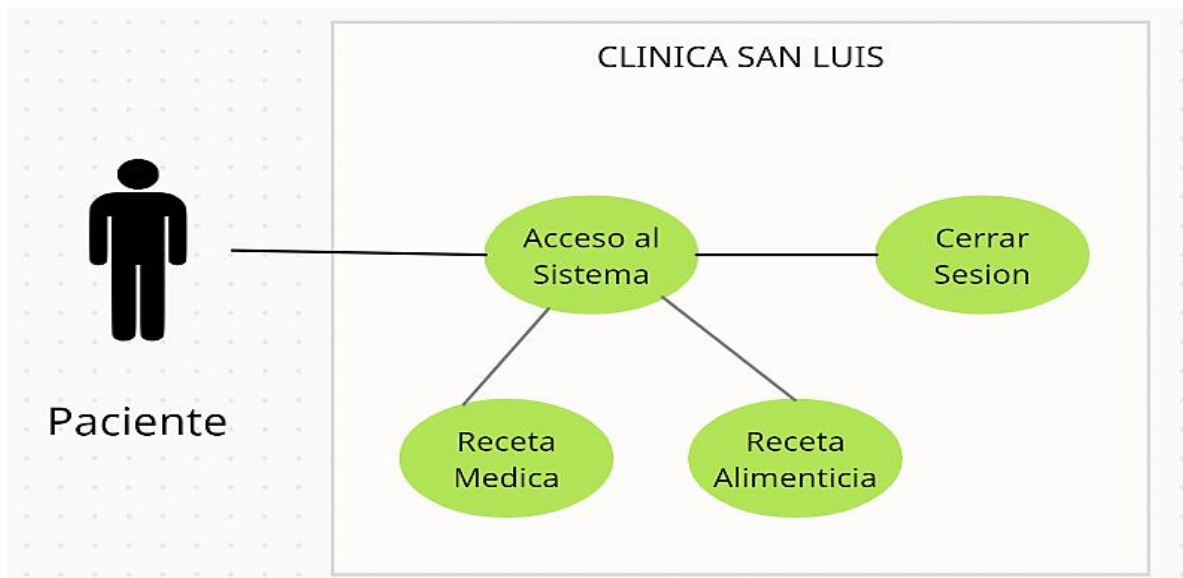 CLINICA SAN LUIS
Acceso al
Sistema
Cerrar
Sesion
Paciente
Receta
Medica
Receta
Alimenticia